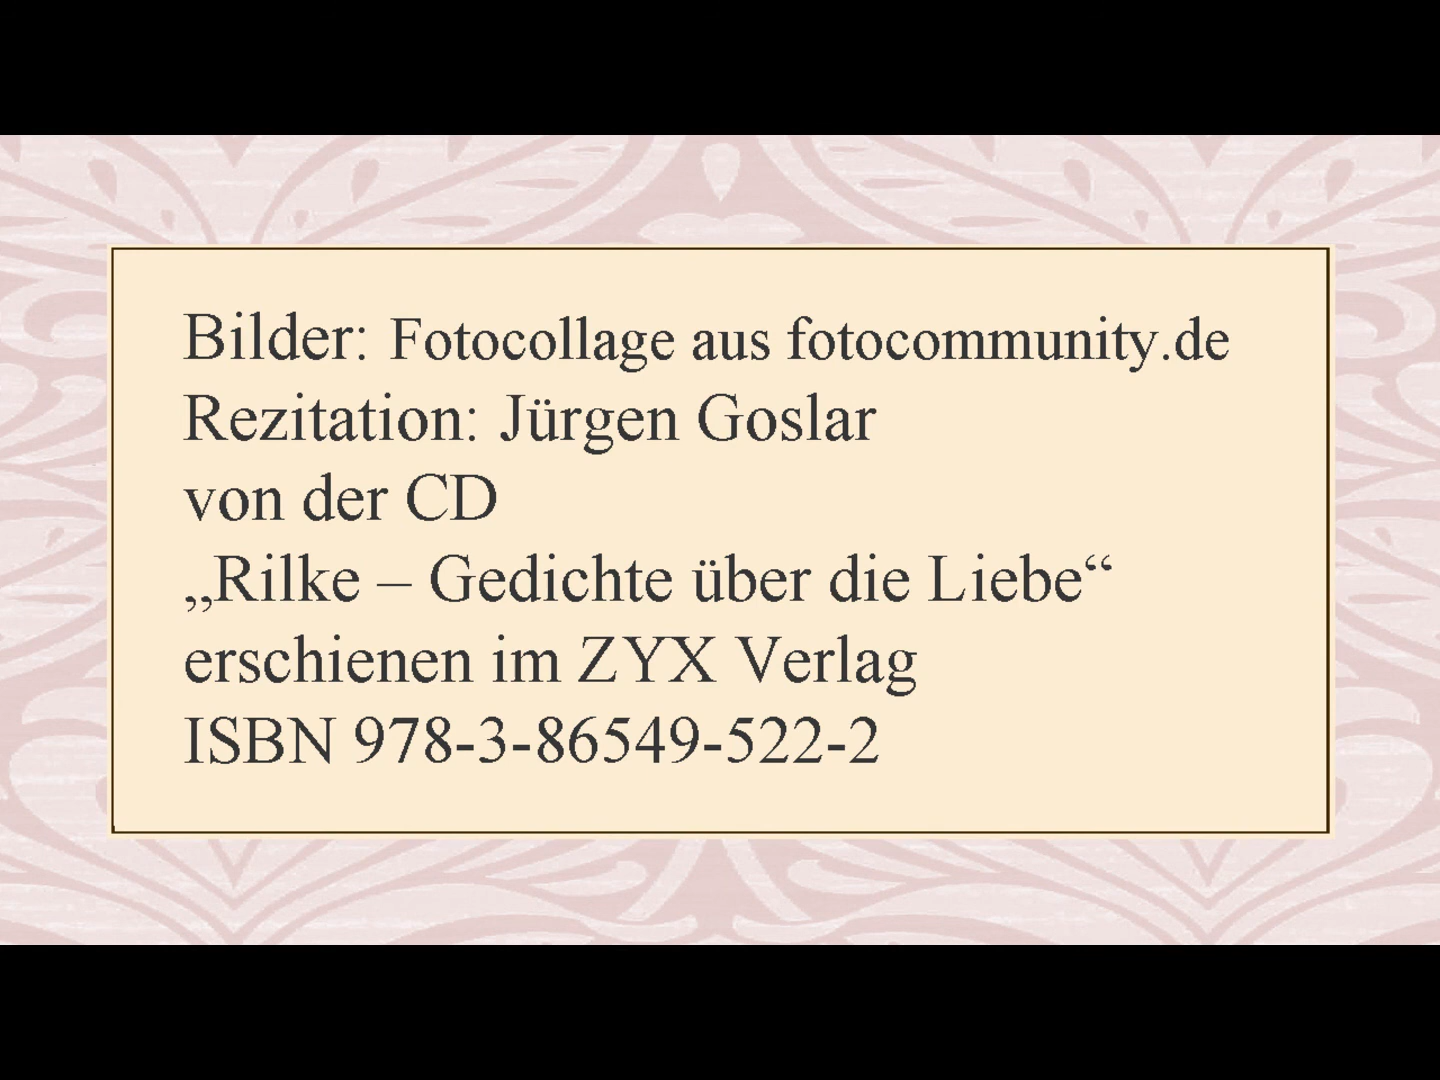 Bilder: Fotocollage aus fotocommunity.de
Rezitation: Jürgen Goslar
von der CD
„Rilke – Gedichte über die Liebe“
erschienen im ZYX Verlag
ISBN 978-3-86549-522-2